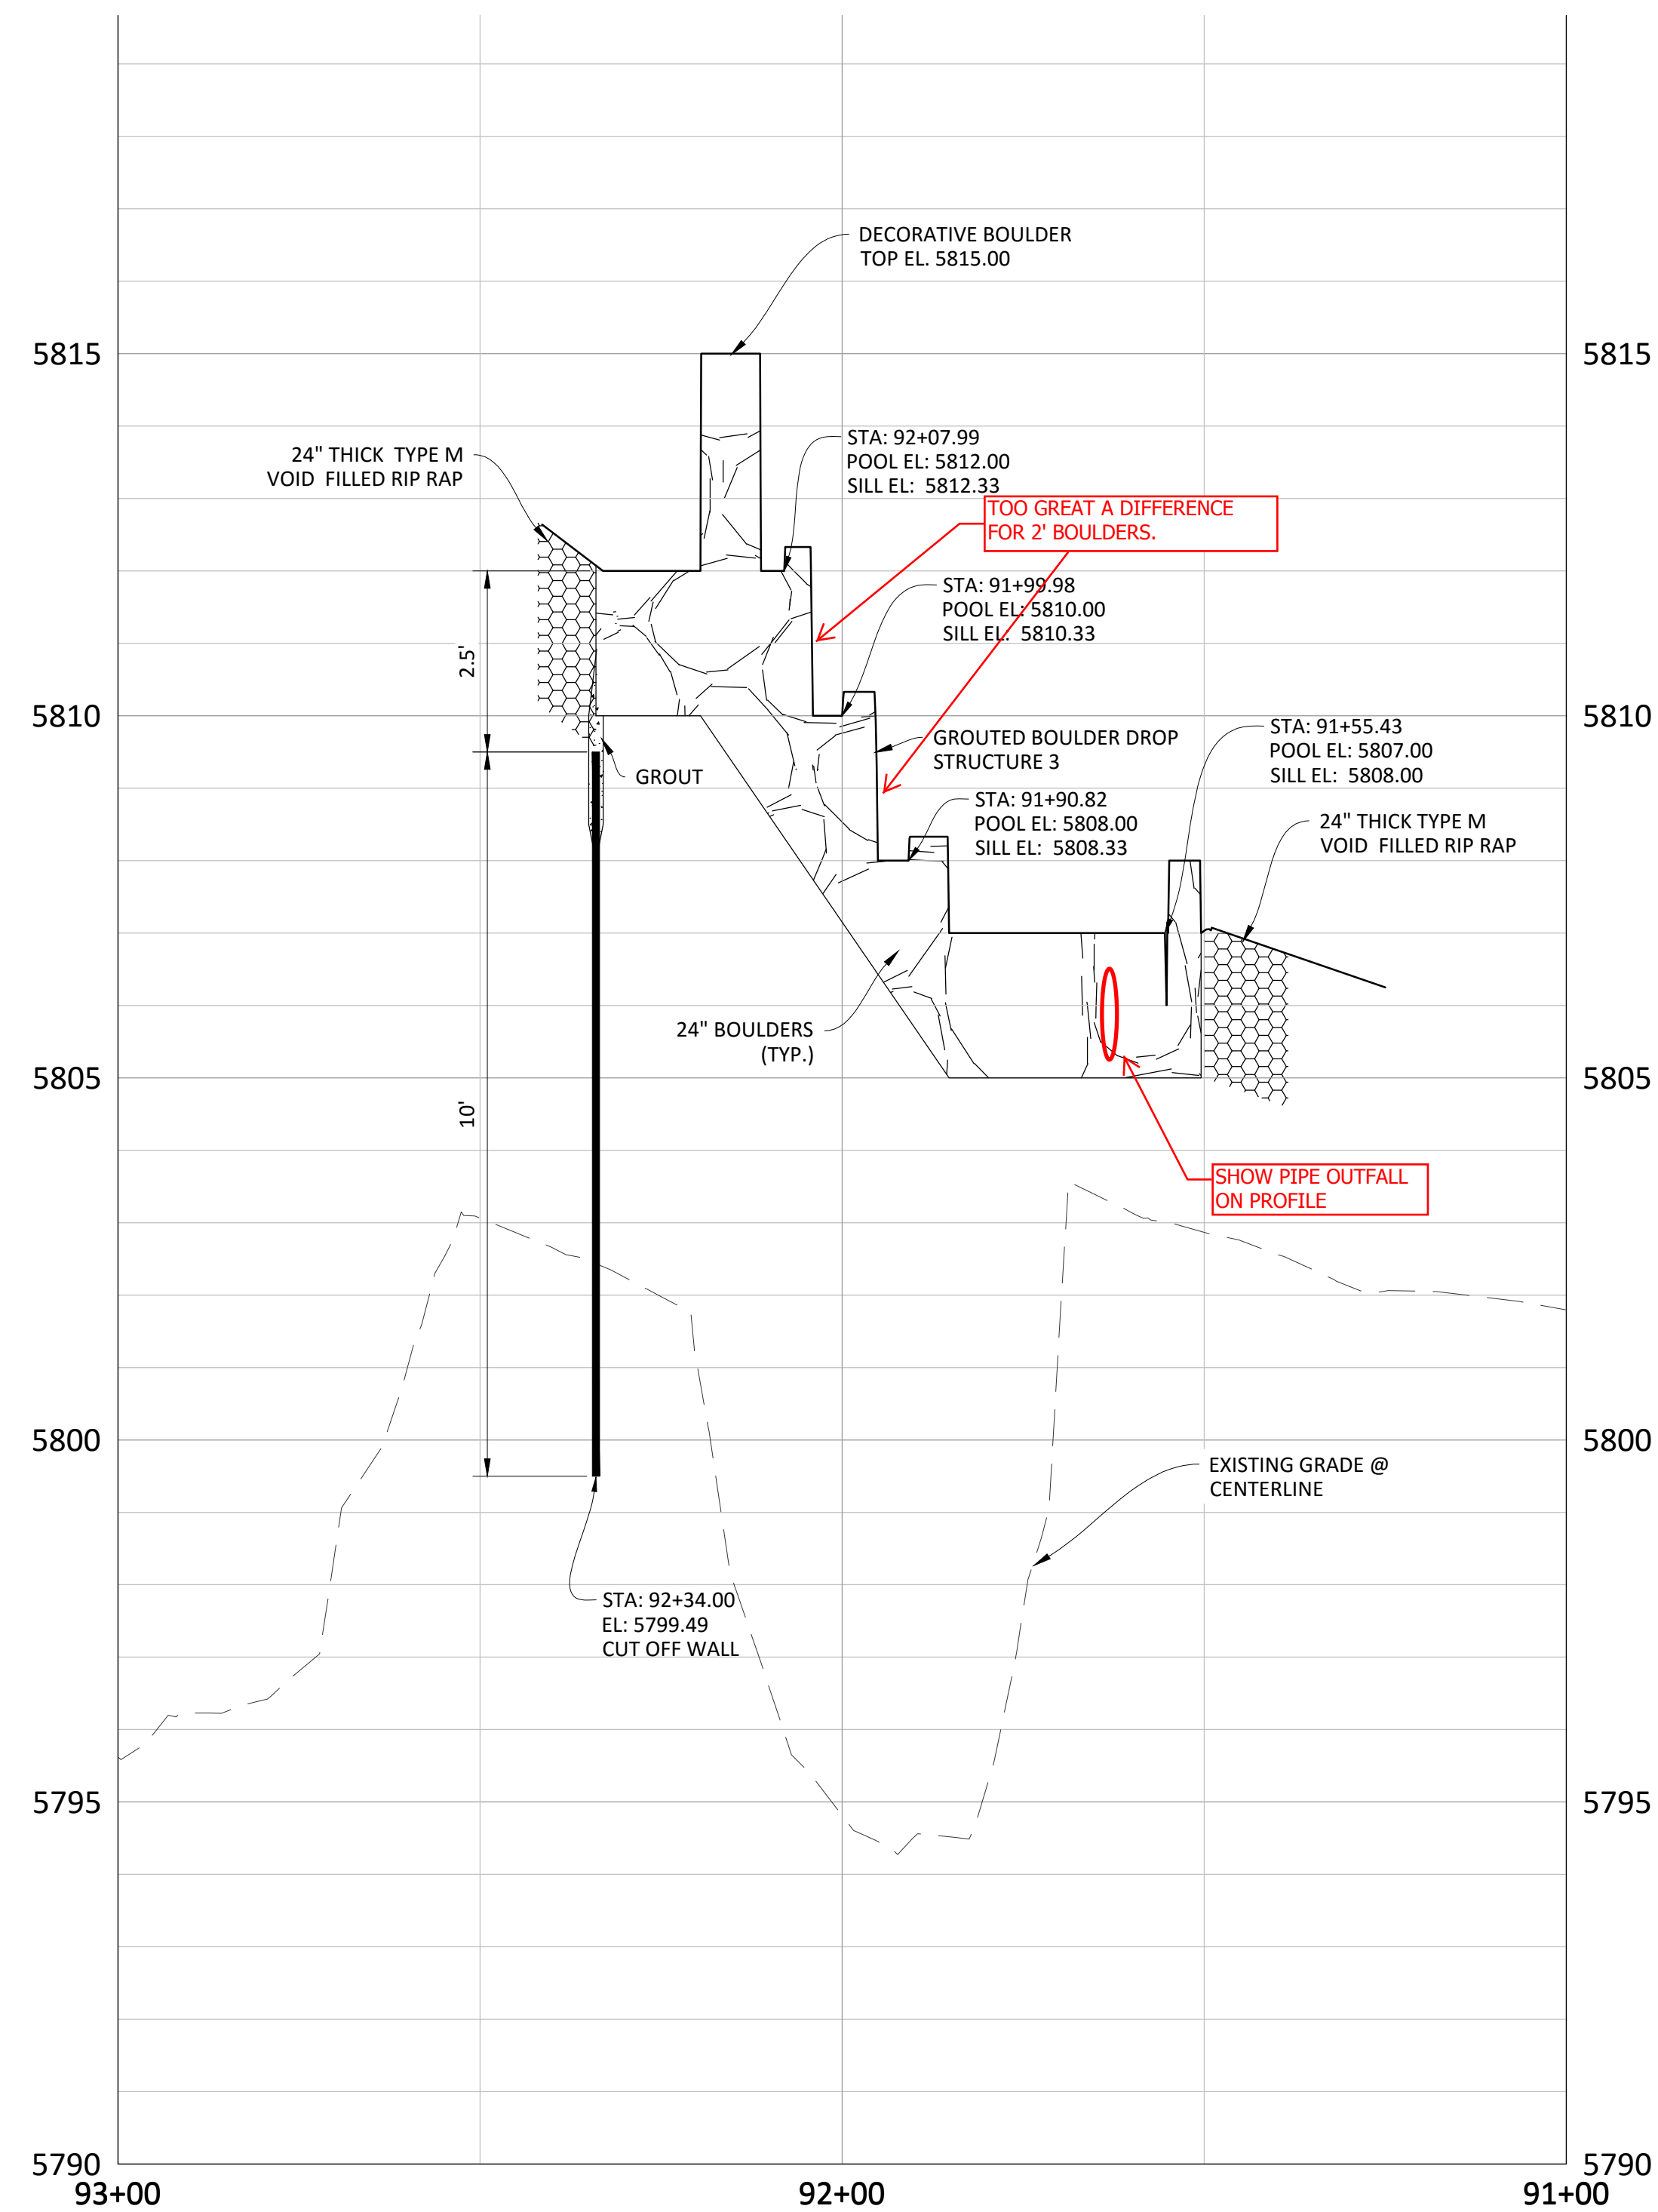 DECORATIVE BOULDER
TOP EL. 5815.00
5815
5815
24" THICK TYPE M
VOID FILLED RIP RAP
STA: 92+07.99
POOL EL: 5812.00
SILL EL: 5812.33
TOO GREAT A DIFFERENCE
FOR 2' BOULDERS.
STA: 91+99.98
POOL EL: 5810.00
SILL EL: 5810.33
2.5'
5810
5810
GROUTED BOULDER DROP
STRUCTURE 3
STA: 91+55.43
POOL EL: 5807.00
SILL EL: 5808.00
GROUT
STA: 91+90.82
POOL EL: 5808.00
SILL EL: 5808.33
24" THICK TYPE M
VOID FILLED RIP RAP
24" BOULDERS
(TYP.)
5805
5805
10'
SHOW PIPE OUTFALL
ON PROFILE
5800
5800
EXISTING GRADE @
CENTERLINE
STA: 92+34.00
EL: 5799.49
CUT OFF WALL
5795
5795
5790
5790
93+00
92+00
91+00